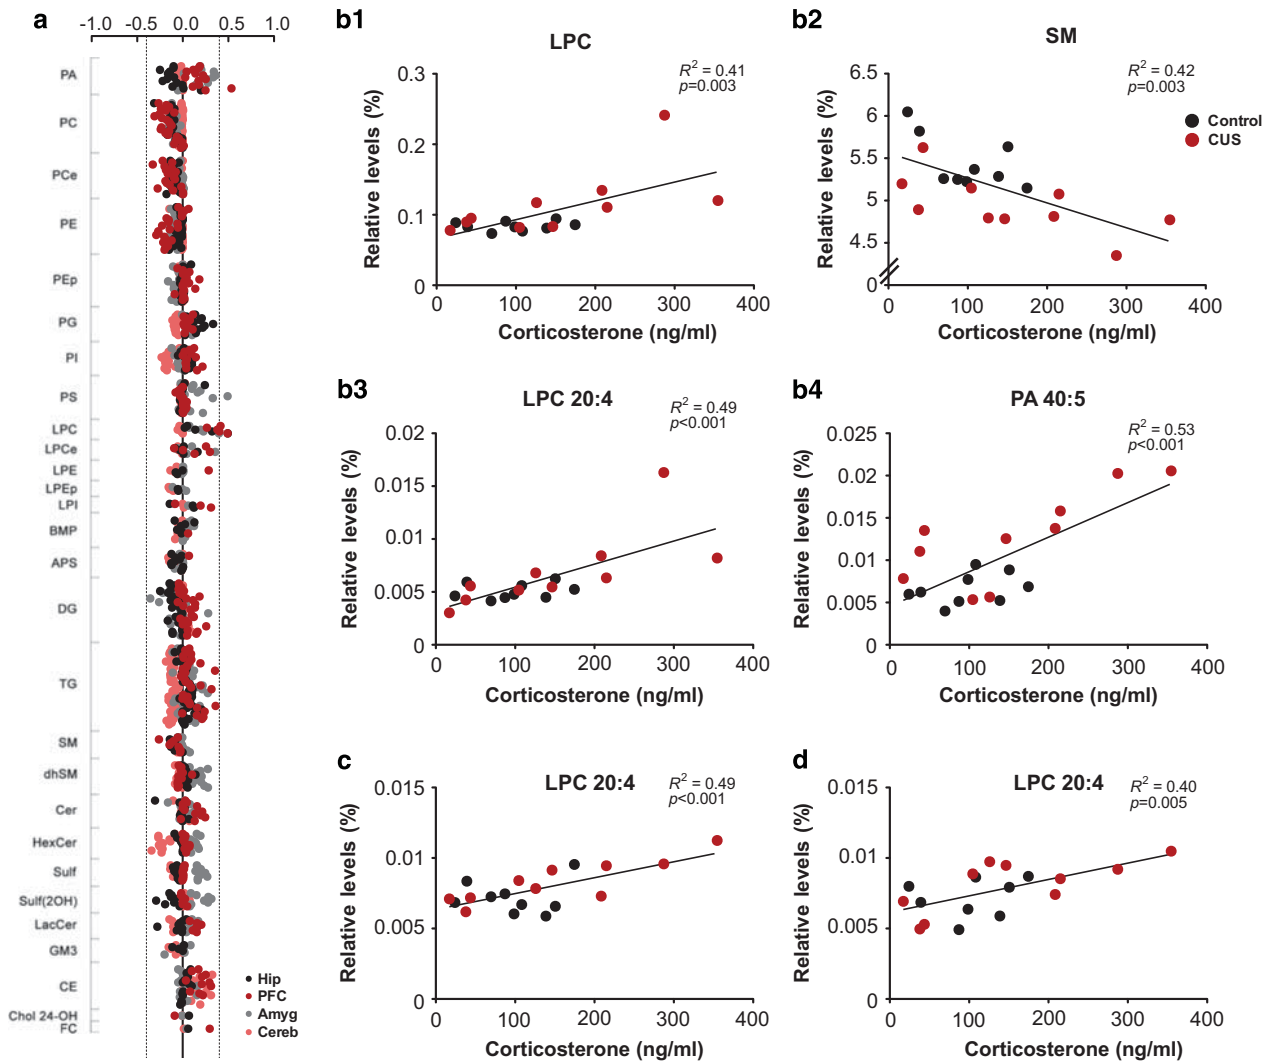 a
-1.0 -0.5 0.0 0.5 1.0
PA
PC
PCe
PE
PEp
PG
PI
PS
LPC
LPCe
LPE
LPEp
LPI
BMP
APS
DG
TG
SM
dhSM
Cer
HexCer
Sulf
Sulf(2OH)
LacCer
GM3
CE
Chol 24-OH
FC
Hip
PFC
Amyg
Cereb
b1
LPC
R² = 0.41
p=0.003
Relative levels (%)
0.3
0.2
0.1
0
0 100 200 300 400
Corticosterone (ng/ml)
b2
SM
R² = 0.42
p=0.003
Control
CUS
Relative levels (%)
6.5
6
5.5
5
4.5
0
0 100 200 300 400
Corticosterone (ng/ml)
b3
LPC 20:4
R² = 0.49
p<0.001
Relative levels (%)
0.02
0.015
0.01
0.005
0
0 100 200 300 400
Corticosterone (ng/ml)
b4
PA 40:5
R² = 0.53
p<0.001
Relative levels (%)
0.025
0.02
0.015
0.01
0.005
0
0 100 200 300 400
Corticosterone (ng/ml)
c
LPC 20:4
R² = 0.49
p<0.001
Relative levels (%)
0.015
0.01
0.005
0
0 100 200 300 400
Corticosterone (ng/ml)
d
LPC 20:4
R² = 0.40
p=0.005
Relative levels (%)
0.015
0.01
0.005
0
0 100 200 300 400
Corticosterone (ng/ml)